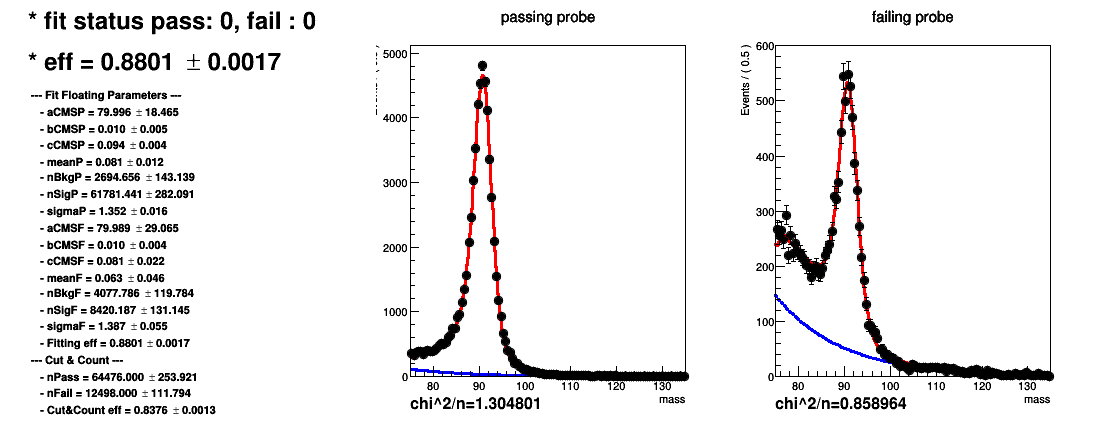 * fit status pass: 0, fail : 0
* eff = 0.8801 ± 0.0017
--- Fit Floating Parameters ---
- aCMSP = 79.996 ± 18.465
- bCMSP = 0.010 ± 0.005
- cCMSP = 0.094 ± 0.004
- meanP = 0.081 ± 0.012
- nBkgP = 2694.656 ± 143.139
- nSigP = 61781.441 ± 282.091
- sigmaP = 1.352 ± 0.016
- aCMSF = 79.989 ± 29.065
- bCMSF = 0.010 ± 0.004
- cCMSF = 0.081 ± 0.022
- meanF = 0.063 ± 0.046
- nBkgF = 4077.786 ± 119.784
- nSigF = 8420.187 ± 131.145
- sigmaF = 1.387 ± 0.055
- Fitting eff = 0.8801 ± 0.0017
--- Cut & Count ---
- nPass = 64476.000 ± 253.921
- nFail = 12498.000 ± 111.794
- Cut&Count eff = 0.8376 ± 0.0013
passing probe
5000
4000
3000
2000
1000
0
80 90 100 110 120 130
mass
chi^2/n=1.304801
failing probe
Events / ( 0.5 )
600
500
400
300
200
100
0
80 90 100 110 120 130
mass
chi^2/n=0.858964